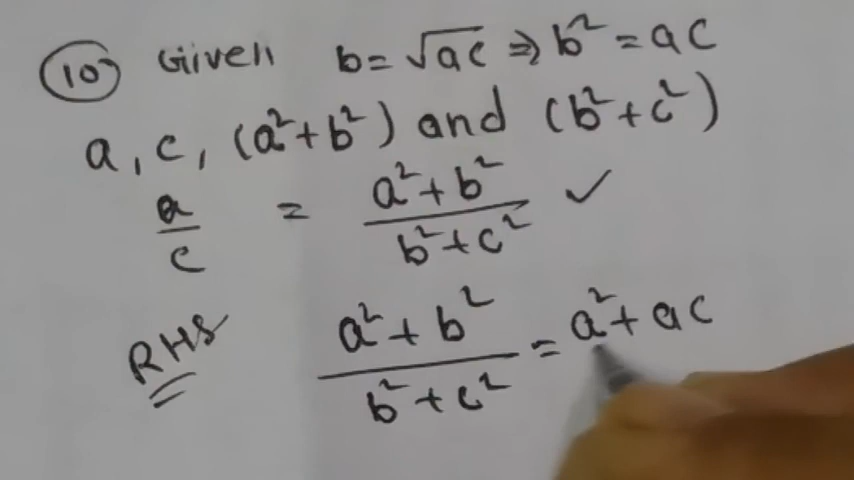 (10) Given b = √ac ⇒ b² = ac
a, c, (a²+b²) and (b²+c²)
a/c = (a²+b²)/(b²+c²) ✓
RHS (a²+b²)/(b²+c²) = a²+ac